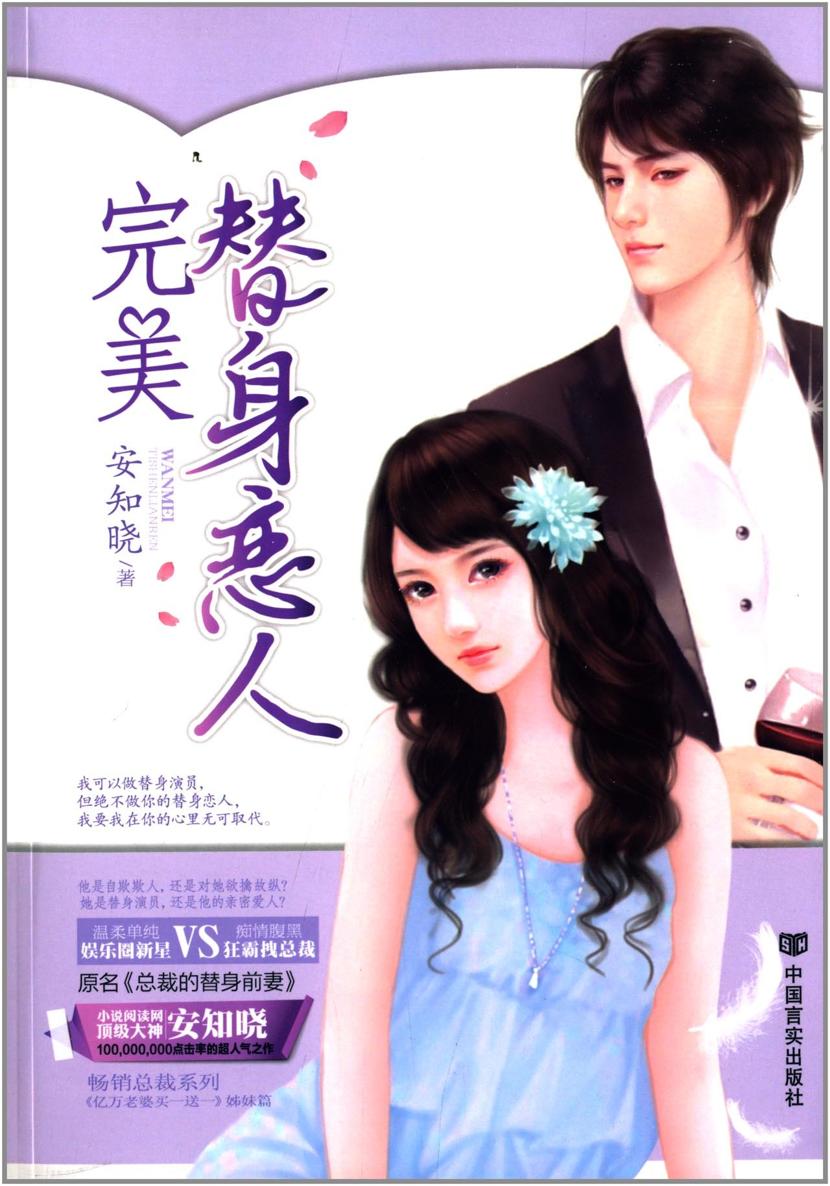 完美
替身恋人
WANMEI
TISHENLIANREN
安知晓/著
我可以做替身演员，
但绝不做你的替身恋人，
我要我在你的心里无可取代。
他是自欺欺人，还是对她欲擒故纵？
她是替身演员，还是他的亲密爱人？
温柔单纯
娱乐圈新星
VS
痴情腹黑
狂霸拽总裁
原名《总裁的替身前妻》
小说阅读网
顶级大神
安知晓
100,000,000点击率的超人气之作
畅销总裁系列
《亿万老婆买一送一》姊妹篇
中国言实出版社